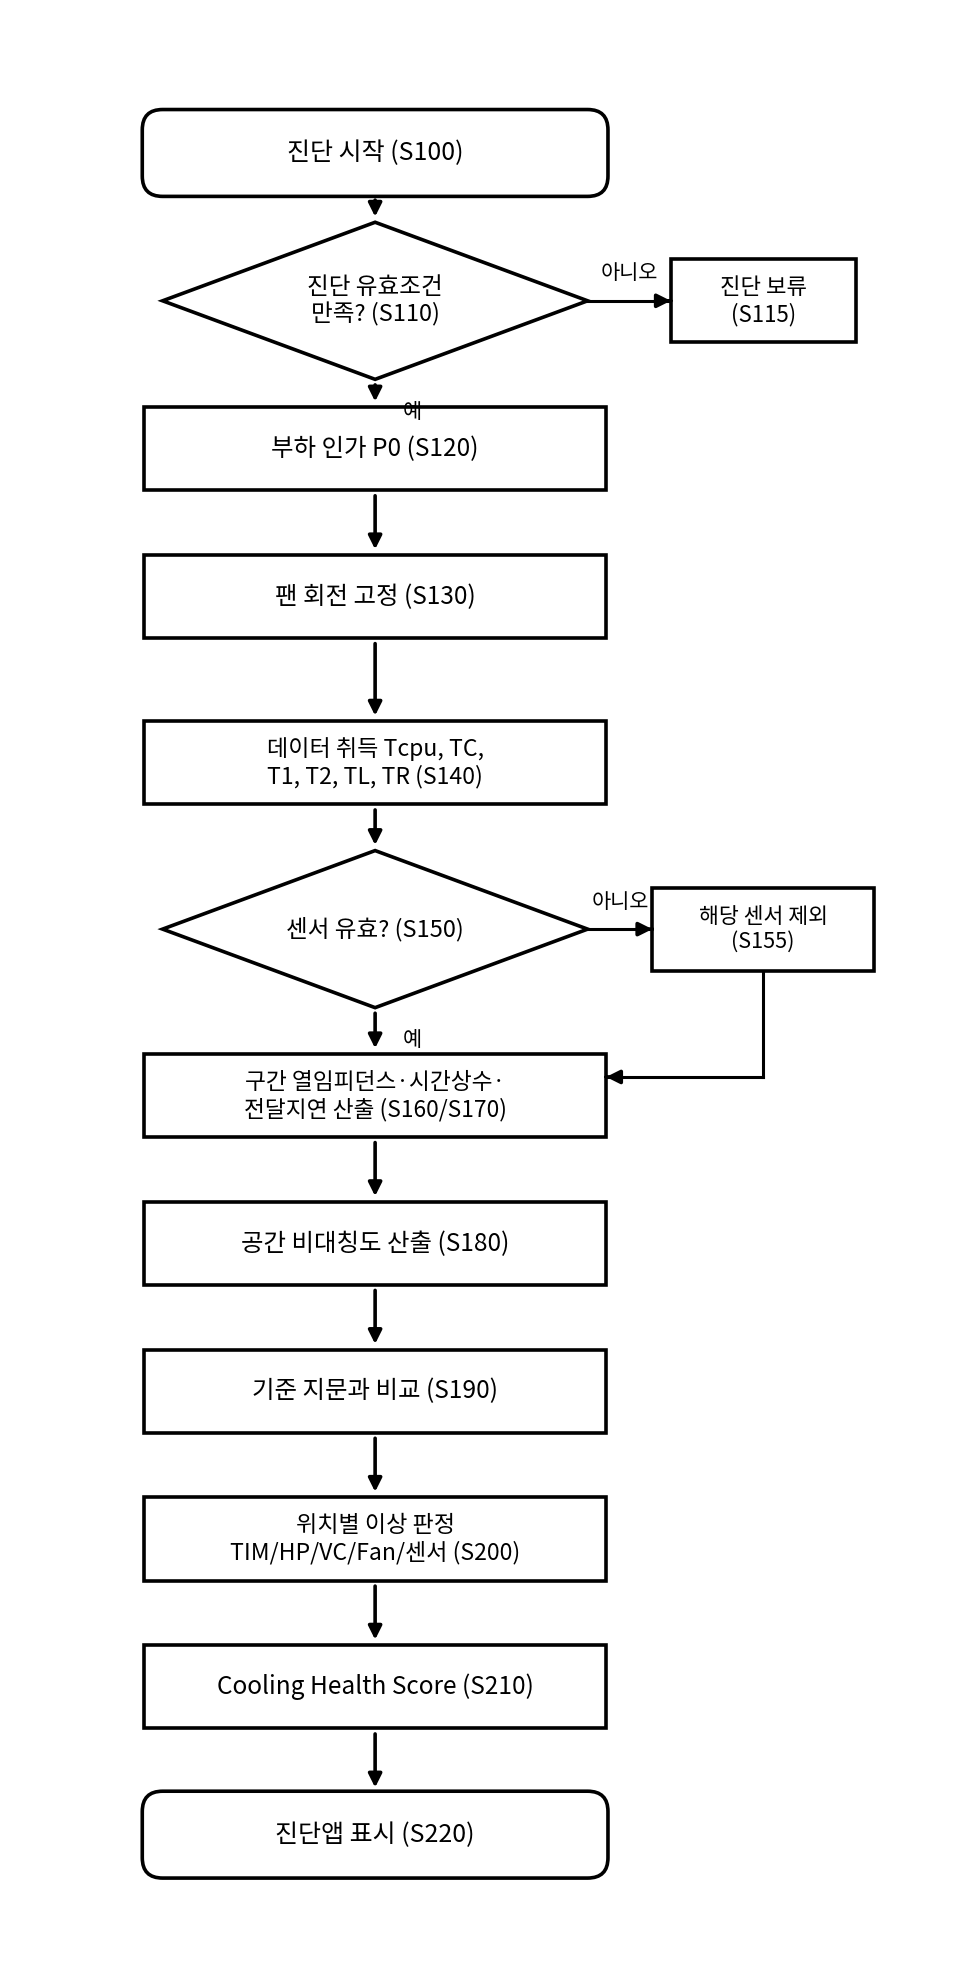 진단 시작 (S100)
진단 유효조건
만족? (S110)
아니오
진단 보류
(S115)
예
부하 인가 P0 (S120)
팬 회전 고정 (S130)
데이터 취득 Tcpu, TC,
T1, T2, TL, TR (S140)
센서 유효? (S150)
아니오
해당 센서 제외
(S155)
예
구간 열임피던스·시간상수·
전달지연 산출 (S160/S170)
공간 비대칭도 산출 (S180)
기준 지문과 비교 (S190)
위치별 이상 판정
TIM/HP/VC/Fan/센서 (S200)
Cooling Health Score (S210)
진단앱 표시 (S220)